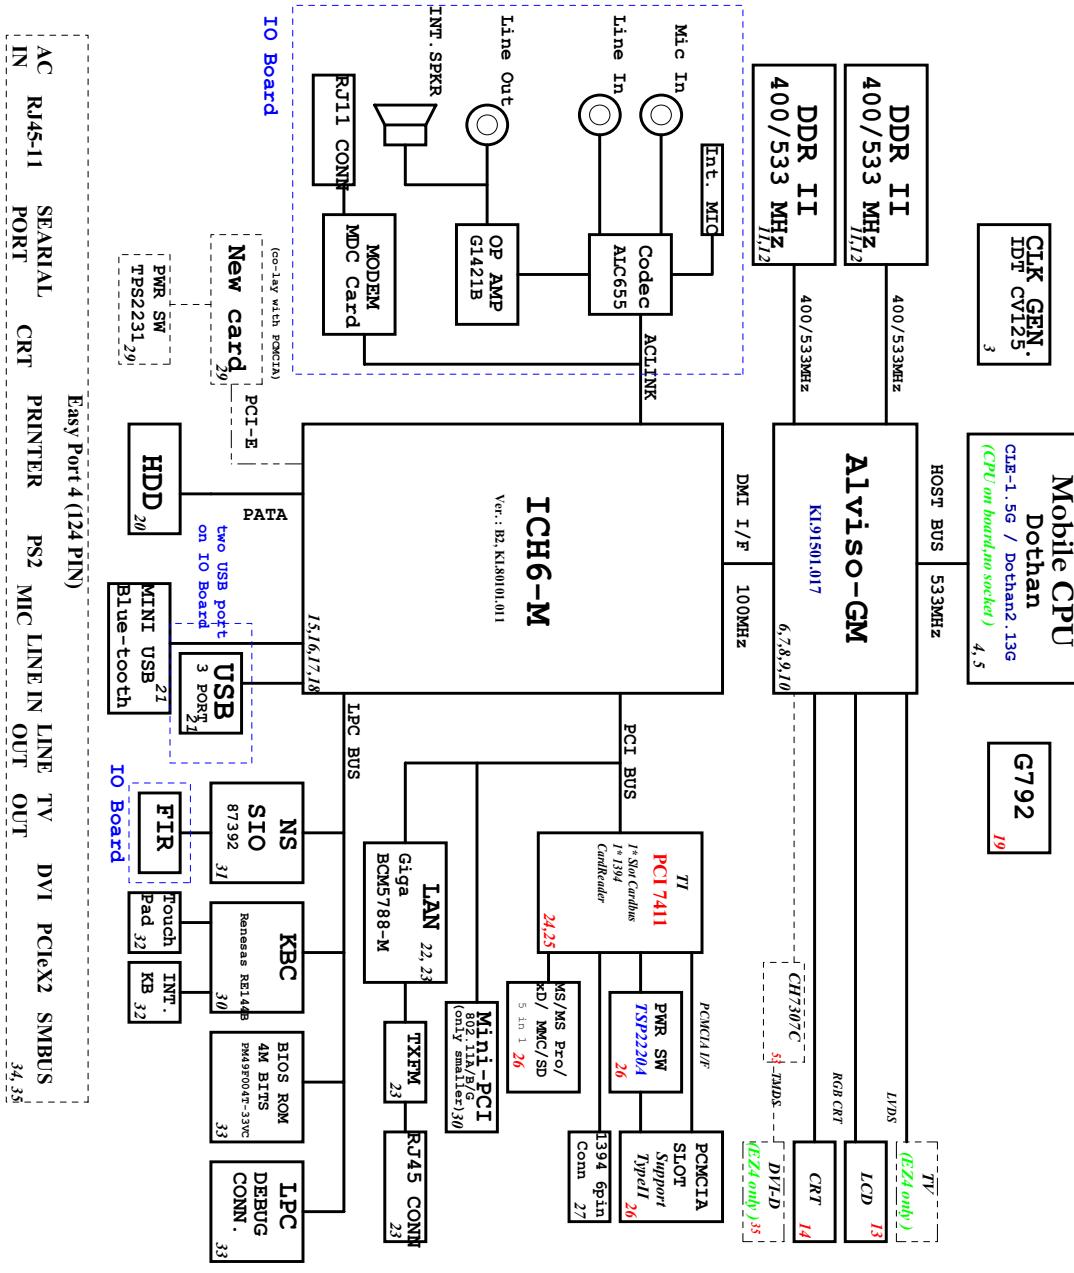 CLK GEN.
IDT CV125
3
Mobile CPU
Dothan
CLE-1.5G / Dothan2.13G
(CPU on board,no socket )
4, 5
G792
19
HOST BUS
533MHz
DDR II
400/533 MHz
11,12
400/533MHz
DDR II
400/533 MHz
11,12
400/533MHz
Alviso-GM
KI.91501.017
6,7,8,9,10
LVDS
TV
(EZ4 only )
LCD
13
RGB CRT
CRT
14
CH7307C
53
TMDS
DVI-D
(EZ4 only )
35
DMI I/F
100MHz
Mic In
Line In
Int. MIC
Codec
ALC655
ACLINK
Line Out
OP AMP
G1421B
INT.SPKR
RJ11 CONN
MODEM
MDC Card
IO Board
ICH6-M
Ver.: B2, KI.80101.011
15,16,17,18
PCI BUS
TI
PCI 7411
1* Slot Cardbus
1* 1394
CardReader
24,25
PCMCIA I/F
PWR SW
TSP2220A
26
PCMCIA
SLOT
Support
TypeII
26
1394 6pin
Conn
27
MS/MS Pro/
xD/ MMC/SD
5 in 1
26
Mini-PCI
802.11A/B/G
(only smaller)
30
LAN
Giga
BCM5788-M
22, 23
TXFM
23
RJ45 CONN
23
(co-lay with PCMCIA)
New card
29
PWR SW
TPS2231
29
PCI-E
HDD
20
PATA
two USB port
on IO Board
USB
3 PORT
21
MINI USB
Blue-tooth
21
LPC BUS
NS
SIO
87392
31
FIR
IO Board
KBC
Renesas RE144B
30
Touch
Pad
32
INT.
KB
32
BIOS ROM
4M BITS
PM49F004T-33VC
33
LPC
DEBUG
CONN.
33
Easy Port 4 (124 PIN)
AC
IN
RJ45-11
SEARIAL
PORT
CRT
PRINTER
PS2
MIC
LINE IN
LINE
OUT
TV
OUT
DVI
PCIeX2
SMBUS
34, 35